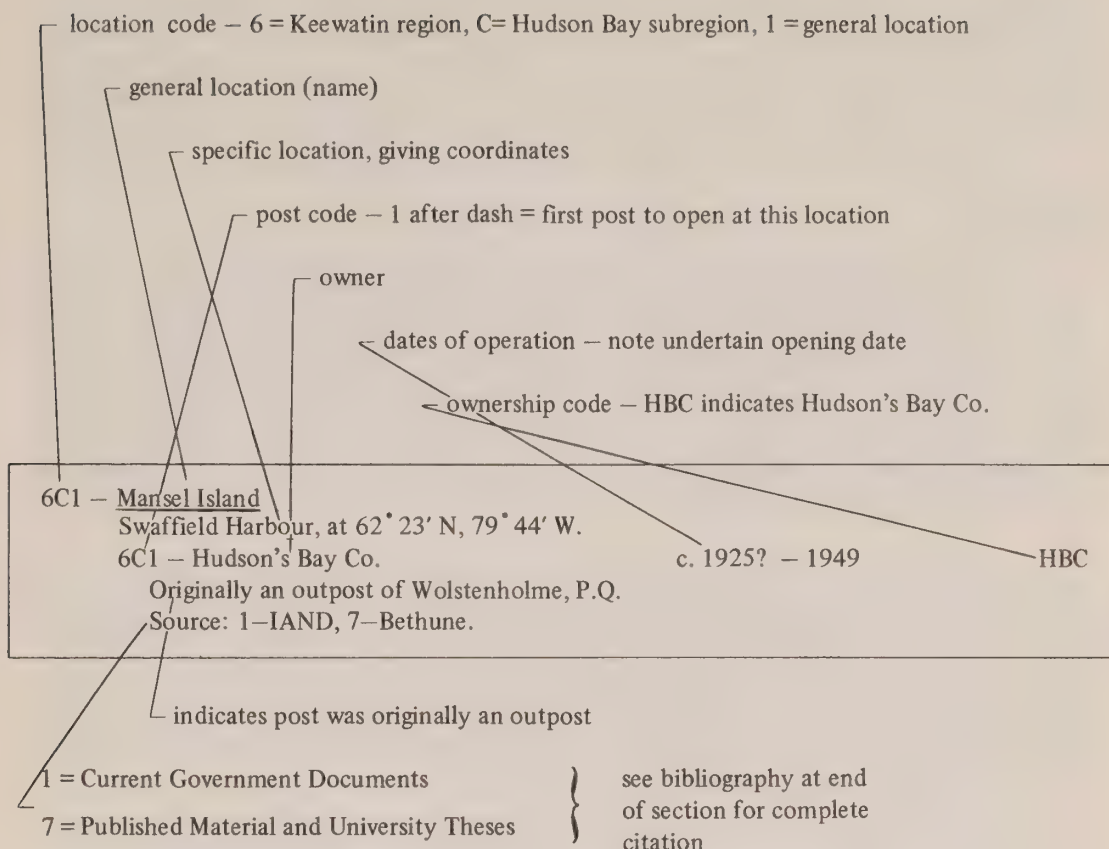 location code – 6 = Keewatin region, C= Hudson Bay subregion, 1 = general location
general location (name)
specific location, giving coordinates
post code – 1 after dash = first post to open at this location
owner
dates of operation – note undertain opening date
ownership code – HBC indicates Hudson's Bay Co.
6C1 – Mansel Island
Swaffield Harbour, at 62° 23′ N, 79° 44′ W.
6C1 – Hudson's Bay Co. c. 1925? – 1949 HBC
Originally an outpost of Wolstenholme, P.Q.
Source: 1–IAND, 7–Bethune.
indicates post was originally an outpost
1 = Current Government Documents
7 = Published Material and University Theses
see bibliography at end
of section for complete
citation